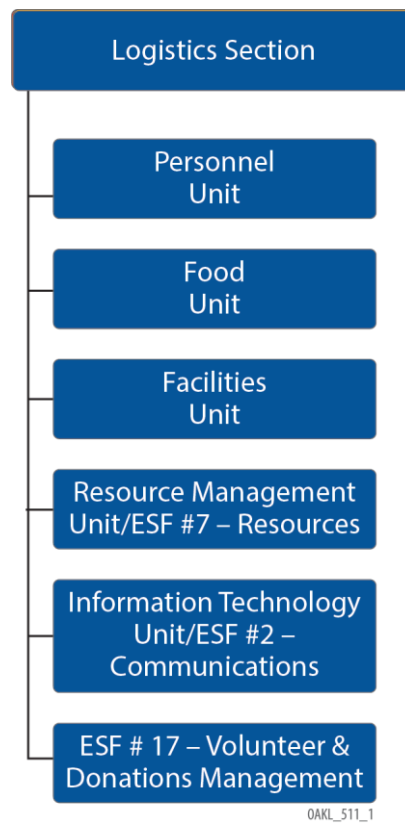 Logistics Section
Personnel
Unit
Food
Unit
Facilities
Unit
Resource Management
Unit/ESF #7 – Resources
Information Technology
Unit/ESF #2 –
Communications
ESF # 17 – Volunteer &
Donations Management
OAKL_511_1